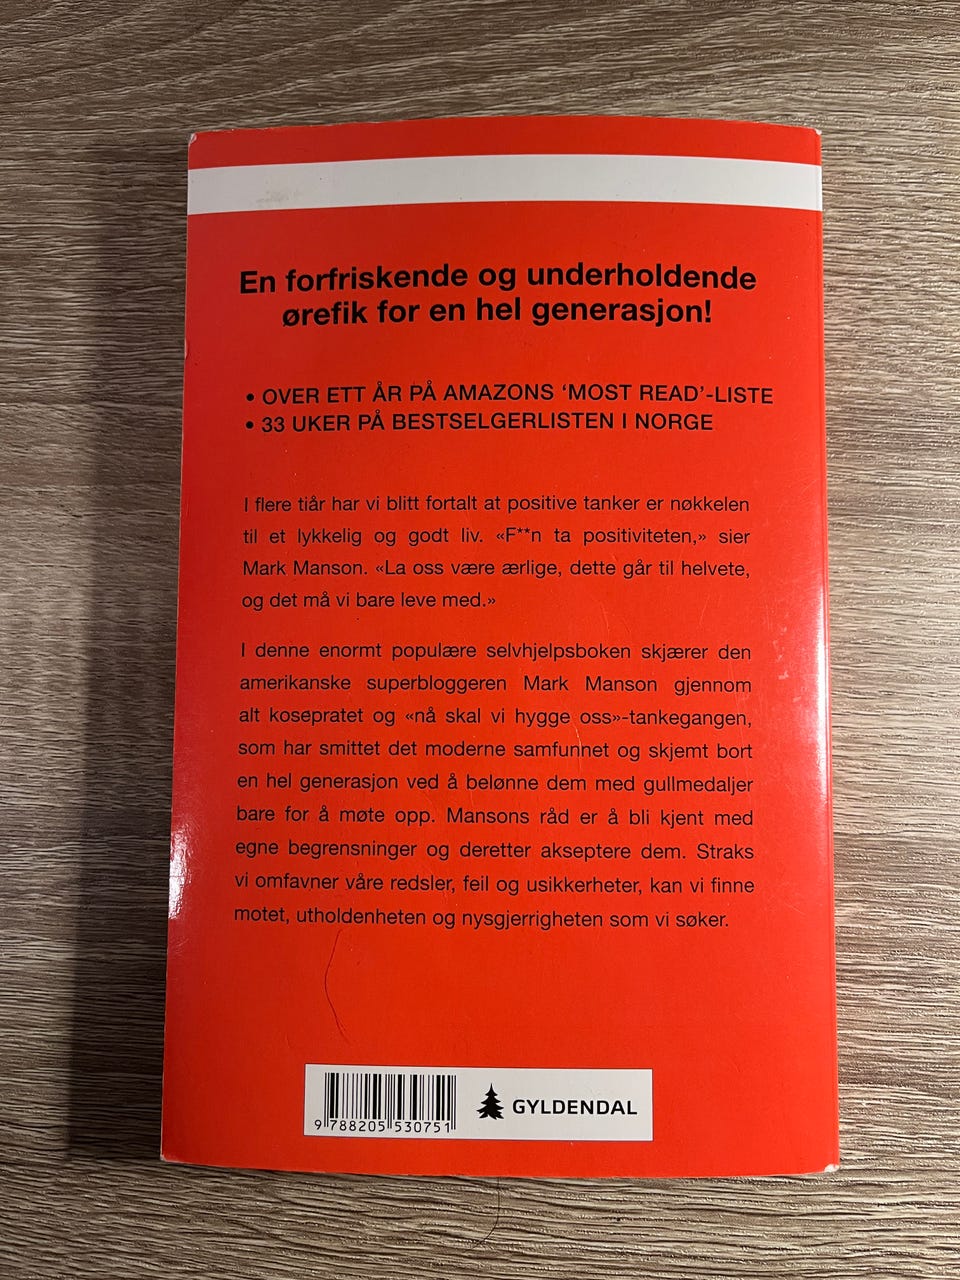 En forfriskende og underholdende
ørefik for en hel generasjon!
• OVER ETT ÅR PÅ AMAZONS ‘MOST READ’-LISTE
• 33 UKER PÅ BESTSELGERLISTEN I NORGE
I flere tiår har vi blitt fortalt at positive tanker er nøkkelen
til et lykkelig og godt liv. «F**n ta positiviteten,» sier
Mark Manson. «La oss være ærlige, dette går til helvete,
og det må vi bare leve med.»
I denne enormt populære selvhjelpsboken skjærer den
amerikanske superbloggeren Mark Manson gjennom
alt kosepratet og «nå skal vi hygge oss»-tankegangen,
som har smittet det moderne samfunnet og skjemt bort
en hel generasjon ved å belønne dem med gullmedaljer
bare for å møte opp. Mansons råd er å bli kjent med
egne begrensninger og deretter akseptere dem. Straks
vi omfavner våre redsler, feil og usikkerheter, kan vi finne
motet, utholdenheten og nysgjerrigheten som vi søker.
9 788205 530751
GYLDENDAL